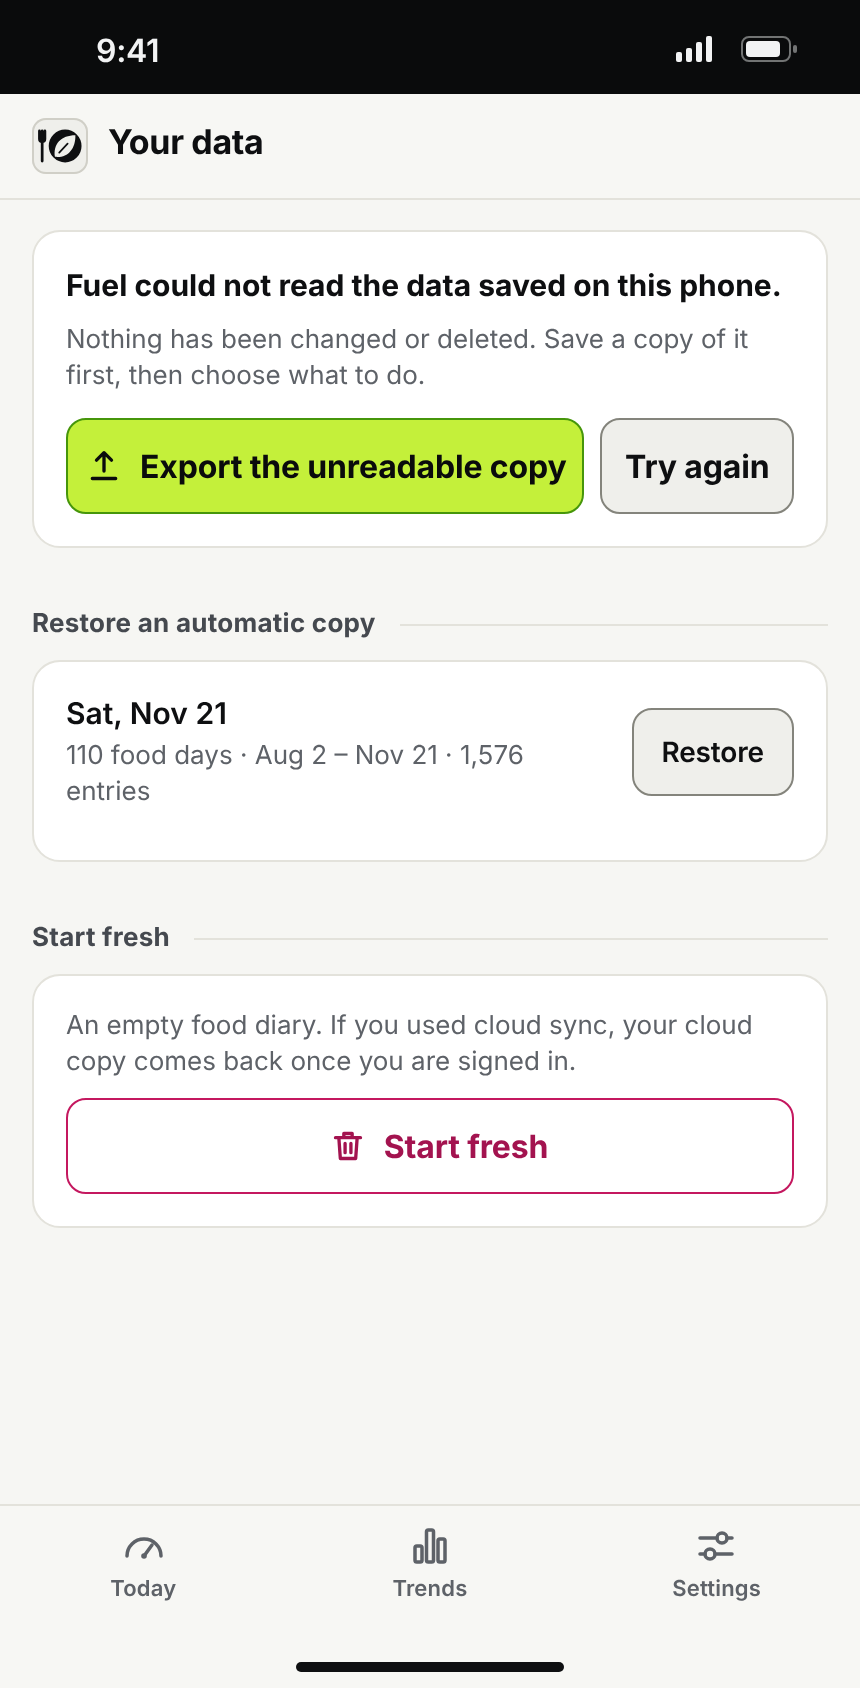 9:41
Your data
Fuel could not read the data saved on this phone.
Nothing has been changed or deleted. Save a copy of it
first, then choose what to do.
Export the unreadable copy
Try again
Restore an automatic copy
Sat, Nov 21
110 food days · Aug 2 – Nov 21 · 1,576
entries
Restore
Start fresh
An empty food diary. If you used cloud sync, your cloud
copy comes back once you are signed in.
Start fresh
Today
Trends
Settings